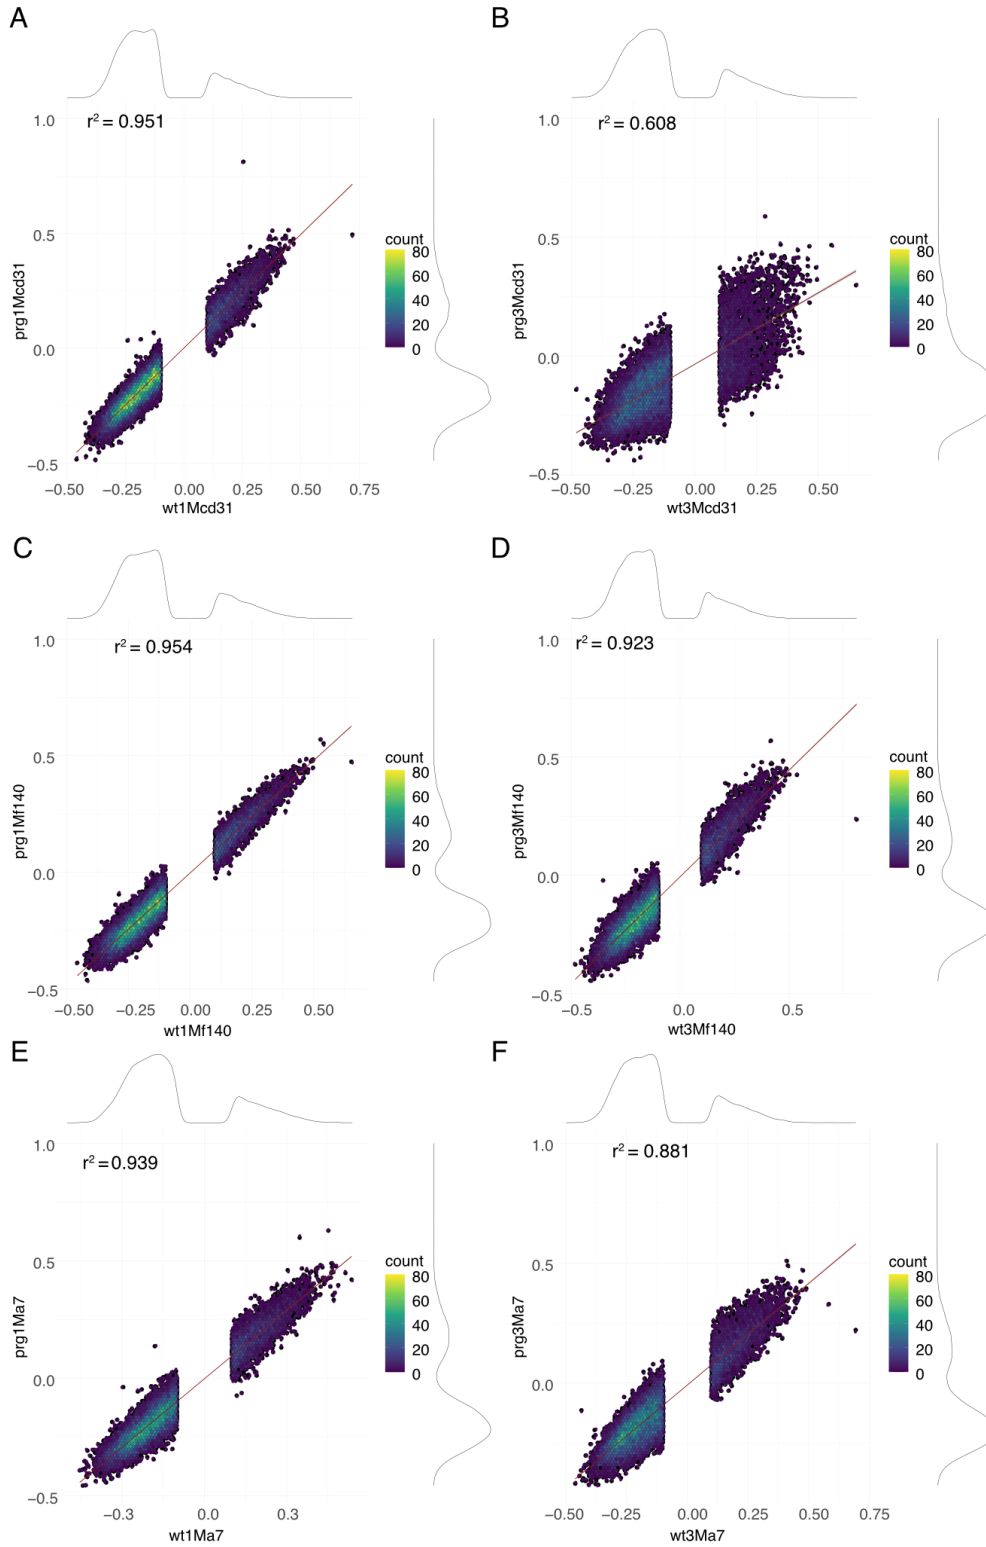 A
B
r² = 0.951
r² = 0.608
1.0
0.5
0.0
−0.5
prg1Mcd31
−0.50 −0.25 0.00 0.25 0.50 0.75
wt1Mcd31
count
80
60
40
20
0
1.0
0.5
0.0
−0.5
prg3Mcd31
−0.50 −0.25 0.00 0.25 0.50
wt3Mcd31
count
80
60
40
20
0
C
D
r² = 0.954
r² = 0.923
1.0
0.5
0.0
−0.5
prg1Mf140
−0.50 −0.25 0.00 0.25 0.50
wt1Mf140
count
80
60
40
20
0
1.0
0.5
0.0
−0.5
prg3Mf140
−0.5 0.0 0.5
wt3Mf140
count
80
60
40
20
0
E
F
r² = 0.939
r² = 0.881
1.0
0.5
0.0
−0.5
prg1Ma7
−0.3 0.0 0.3
wt1Ma7
count
80
60
40
20
0
1.0
0.5
0.0
−0.5
prg3Ma7
−0.50 −0.25 0.00 0.25 0.50 0.75
wt3Ma7
count
80
60
40
20
0